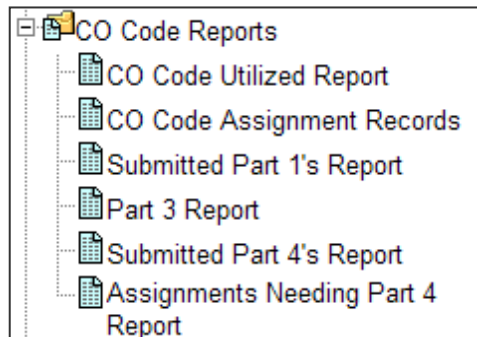 CO Code Reports
CO Code Utilized Report
CO Code Assignment Records
Submitted Part 1's Report
Part 3 Report
Submitted Part 4's Report
Assignments Needing Part 4
Report